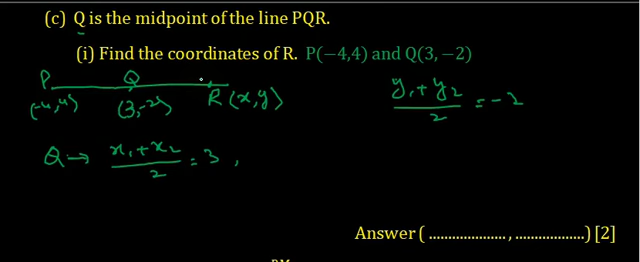 (c) Q is the midpoint of the line PQR.
(i) Find the coordinates of R. P(−4,4) and Q(3, −2)
P Q
(-4,4) (3,-2) R (x,y)
y₁+y₂/2 = -2
Q→ x₁+x₂/2 = 3 ,
Answer ( ..................... , ..................) [2]